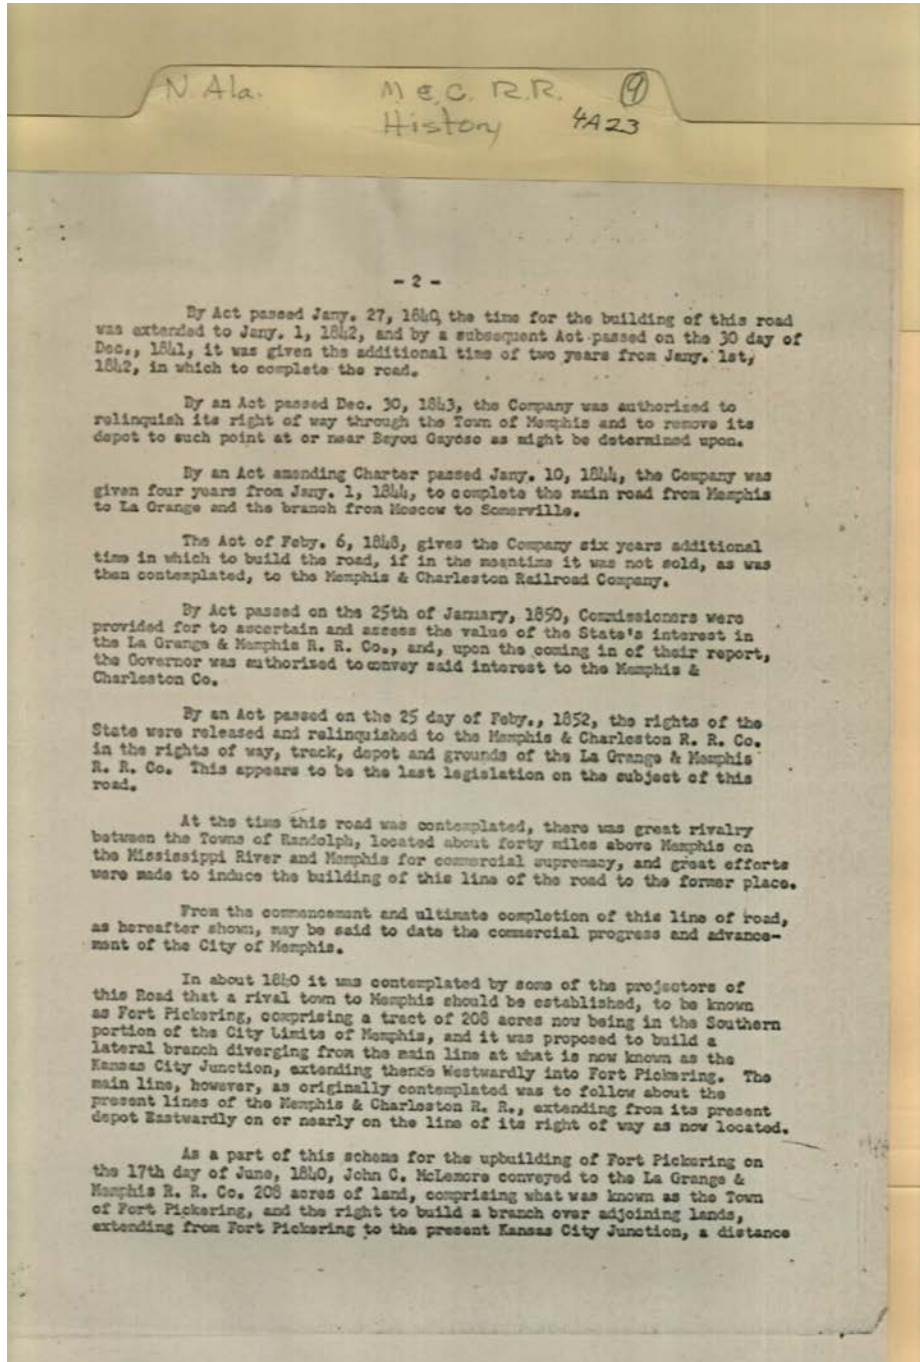 N. Ala. M & C. R.R. 9
History 4A23
- 2 -
By Act passed Jany. 27, 1840, the time for the building of this road
was extended to Jany. 1, 1842, and by a subsequent Act passed on the 30 day of
Dec., 1841, it was given the additional time of two years from Jany. 1st,
1842, in which to complete the road.
By an Act passed Dec. 30, 1843, the Company was authorized to
relinquish its right of way through the Town of Memphis and to remove its
depot to such point at or near Bayou Gayoso as might be determined upon.
By an Act amending Charter passed Jany. 10, 1844, the Company was
given four years from Jany. 1, 1844, to complete the main road from Memphis
to La Grange and the branch from Moscow to Somerville.
The Act of Feby. 6, 1848, gives the Company six years additional
time in which to build the road, if in the meantime it was not sold, as was
then contemplated, to the Memphis & Charleston Railroad Company.
By Act passed on the 25th of January, 1850, Commissioners were
provided for to ascertain and assess the value of the State's interest in
the La Grange & Memphis R. R. Co., and, upon the coming in of their report,
the Governor was authorized to convey said interest to the Memphis &
Charleston Co.
By an Act passed on the 25 day of Feby., 1852, the rights of the
State were released and relinquished to the Memphis & Charleston R. R. Co.
in the rights of way, track, depot and grounds of the La Grange & Memphis
R. R. Co. This appears to be the last legislation on the subject of this
road.
At the time this road was contemplated, there was great rivalry
between the Towns of Randolph, located about forty miles above Memphis on
the Mississippi River and Memphis for commercial supremacy, and great efforts
were made to induce the building of this line of the road to the former place.
From the commencement and ultimate completion of this line of road,
as hereafter shown, may be said to date the commercial progress and advance-
ment of the City of Memphis.
In about 1840 it was contemplated by some of the projectors of
this Road that a rival town to Memphis should be established, to be known
as Fort Pickering, comprising a tract of 208 acres now being in the Southern
portion of the City Limits of Memphis, and it was proposed to build a
lateral branch diverging from the main line at what is now known as the
Kansas City Junction, extending thence Westwardly into Fort Pickering. The
main line, however, as originally contemplated was to follow about the
present lines of the Memphis & Charleston R. R., extending from its present
depot Eastwardly on or nearly on the line of its right of way as now located.
As a part of this scheme for the upbuilding of Fort Pickering on
the 17th day of June, 1840, John C. McLemore conveyed to the La Grange &
Memphis R. R. Co. 208 acres of land, comprising what was known as the Town
of Fort Pickering, and the right to build a branch over adjoining lands,
extending from Fort Pickering to the present Kansas City Junction, a distance